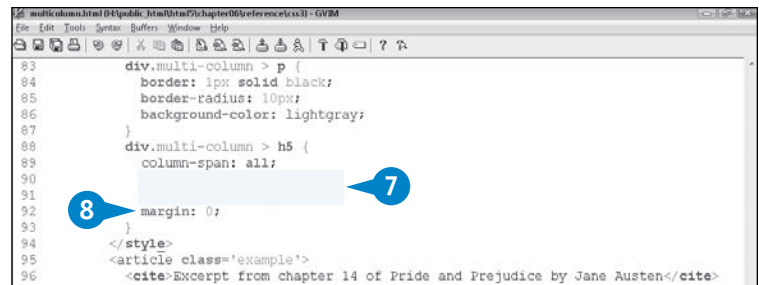 multicolumn.html (H:\public_html\html5\chapter06\reference\css3) - GVIM
File Edit Tools Syntax Buffers Window Help
83 div.multi-column > p {
84 border: 1px solid black;
85 border-radius: 10px;
86 background-color: lightgray;
87 }
88 div.multi-column > h5 {
89 column-span: all;
90
91
7
92 margin: 0;
8
93 }
94 </style>
95 <article class='example'>
96 <cite>Excerpt from chapter 14 of Pride and Prejudice by Jane Austen</cite>